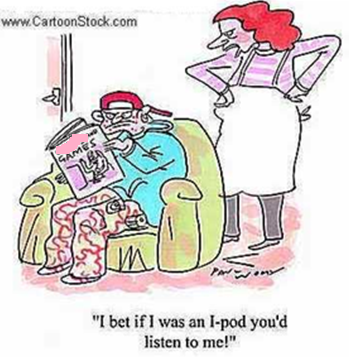 www.CartoonStock.com
GAMES
"I bet if I was an I-pod you'd
listen to me!"